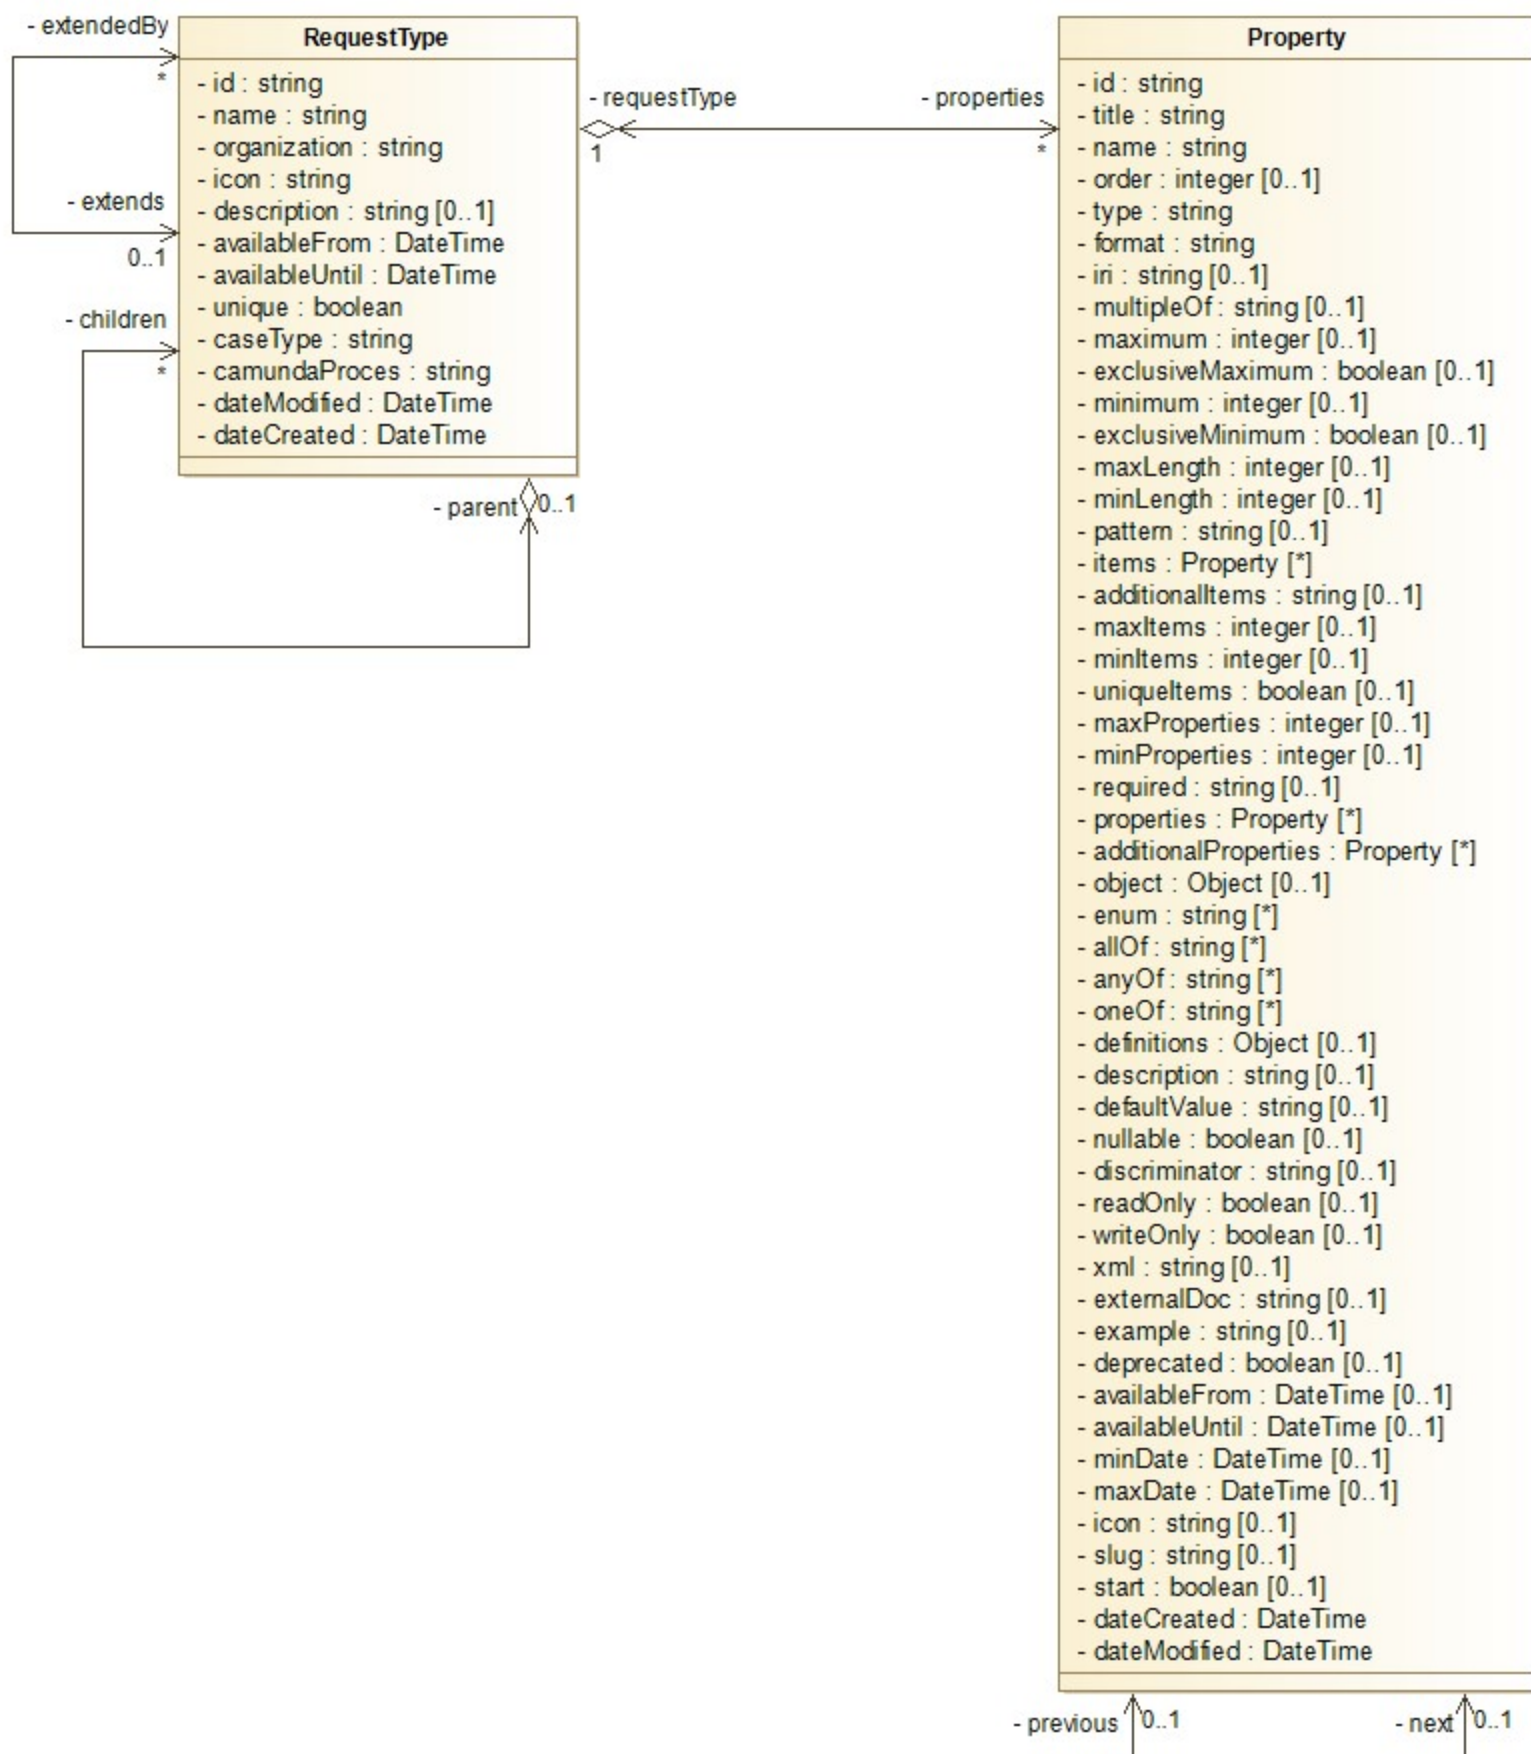 - extendedBy
*
- extends
0..1
- children
*
RequestType
- id : string
- name : string
- organization : string
- icon : string
- description : string [0..1]
- availableFrom : DateTime
- availableUntil : DateTime
- unique : boolean
- caseType : string
- camundaProces : string
- dateModified : DateTime
- dateCreated : DateTime
- parent 0..1
- requestType
1
- properties
*
Property
- id : string
- title : string
- name : string
- order : integer [0..1]
- type : string
- format : string
- iri : string [0..1]
- multipleOf : string [0..1]
- maximum : integer [0..1]
- exclusiveMaximum : boolean [0..1]
- minimum : integer [0..1]
- exclusiveMinimum : boolean [0..1]
- maxLength : integer [0..1]
- minLength : integer [0..1]
- pattern : string [0..1]
- items : Property [*]
- additionalItems : string [0..1]
- maxItems : integer [0..1]
- minItems : integer [0..1]
- uniqueItems : boolean [0..1]
- maxProperties : integer [0..1]
- minProperties : integer [0..1]
- required : string [0..1]
- properties : Property [*]
- additionalProperties : Property [*]
- object : Object [0..1]
- enum : string [*]
- allOf : string [*]
- anyOf : string [*]
- oneOf : string [*]
- definitions : Object [0..1]
- description : string [0..1]
- defaultValue : string [0..1]
- nullable : boolean [0..1]
- discriminator : string [0..1]
- readOnly : boolean [0..1]
- writeOnly : boolean [0..1]
- xml : string [0..1]
- externalDoc : string [0..1]
- example : string [0..1]
- deprecated : boolean [0..1]
- availableFrom : DateTime [0..1]
- availableUntil : DateTime [0..1]
- minDate : DateTime [0..1]
- maxDate : DateTime [0..1]
- icon : string [0..1]
- slug : string [0..1]
- start : boolean [0..1]
- dateCreated : DateTime
- dateModified : DateTime
- previous 0..1
- next 0..1